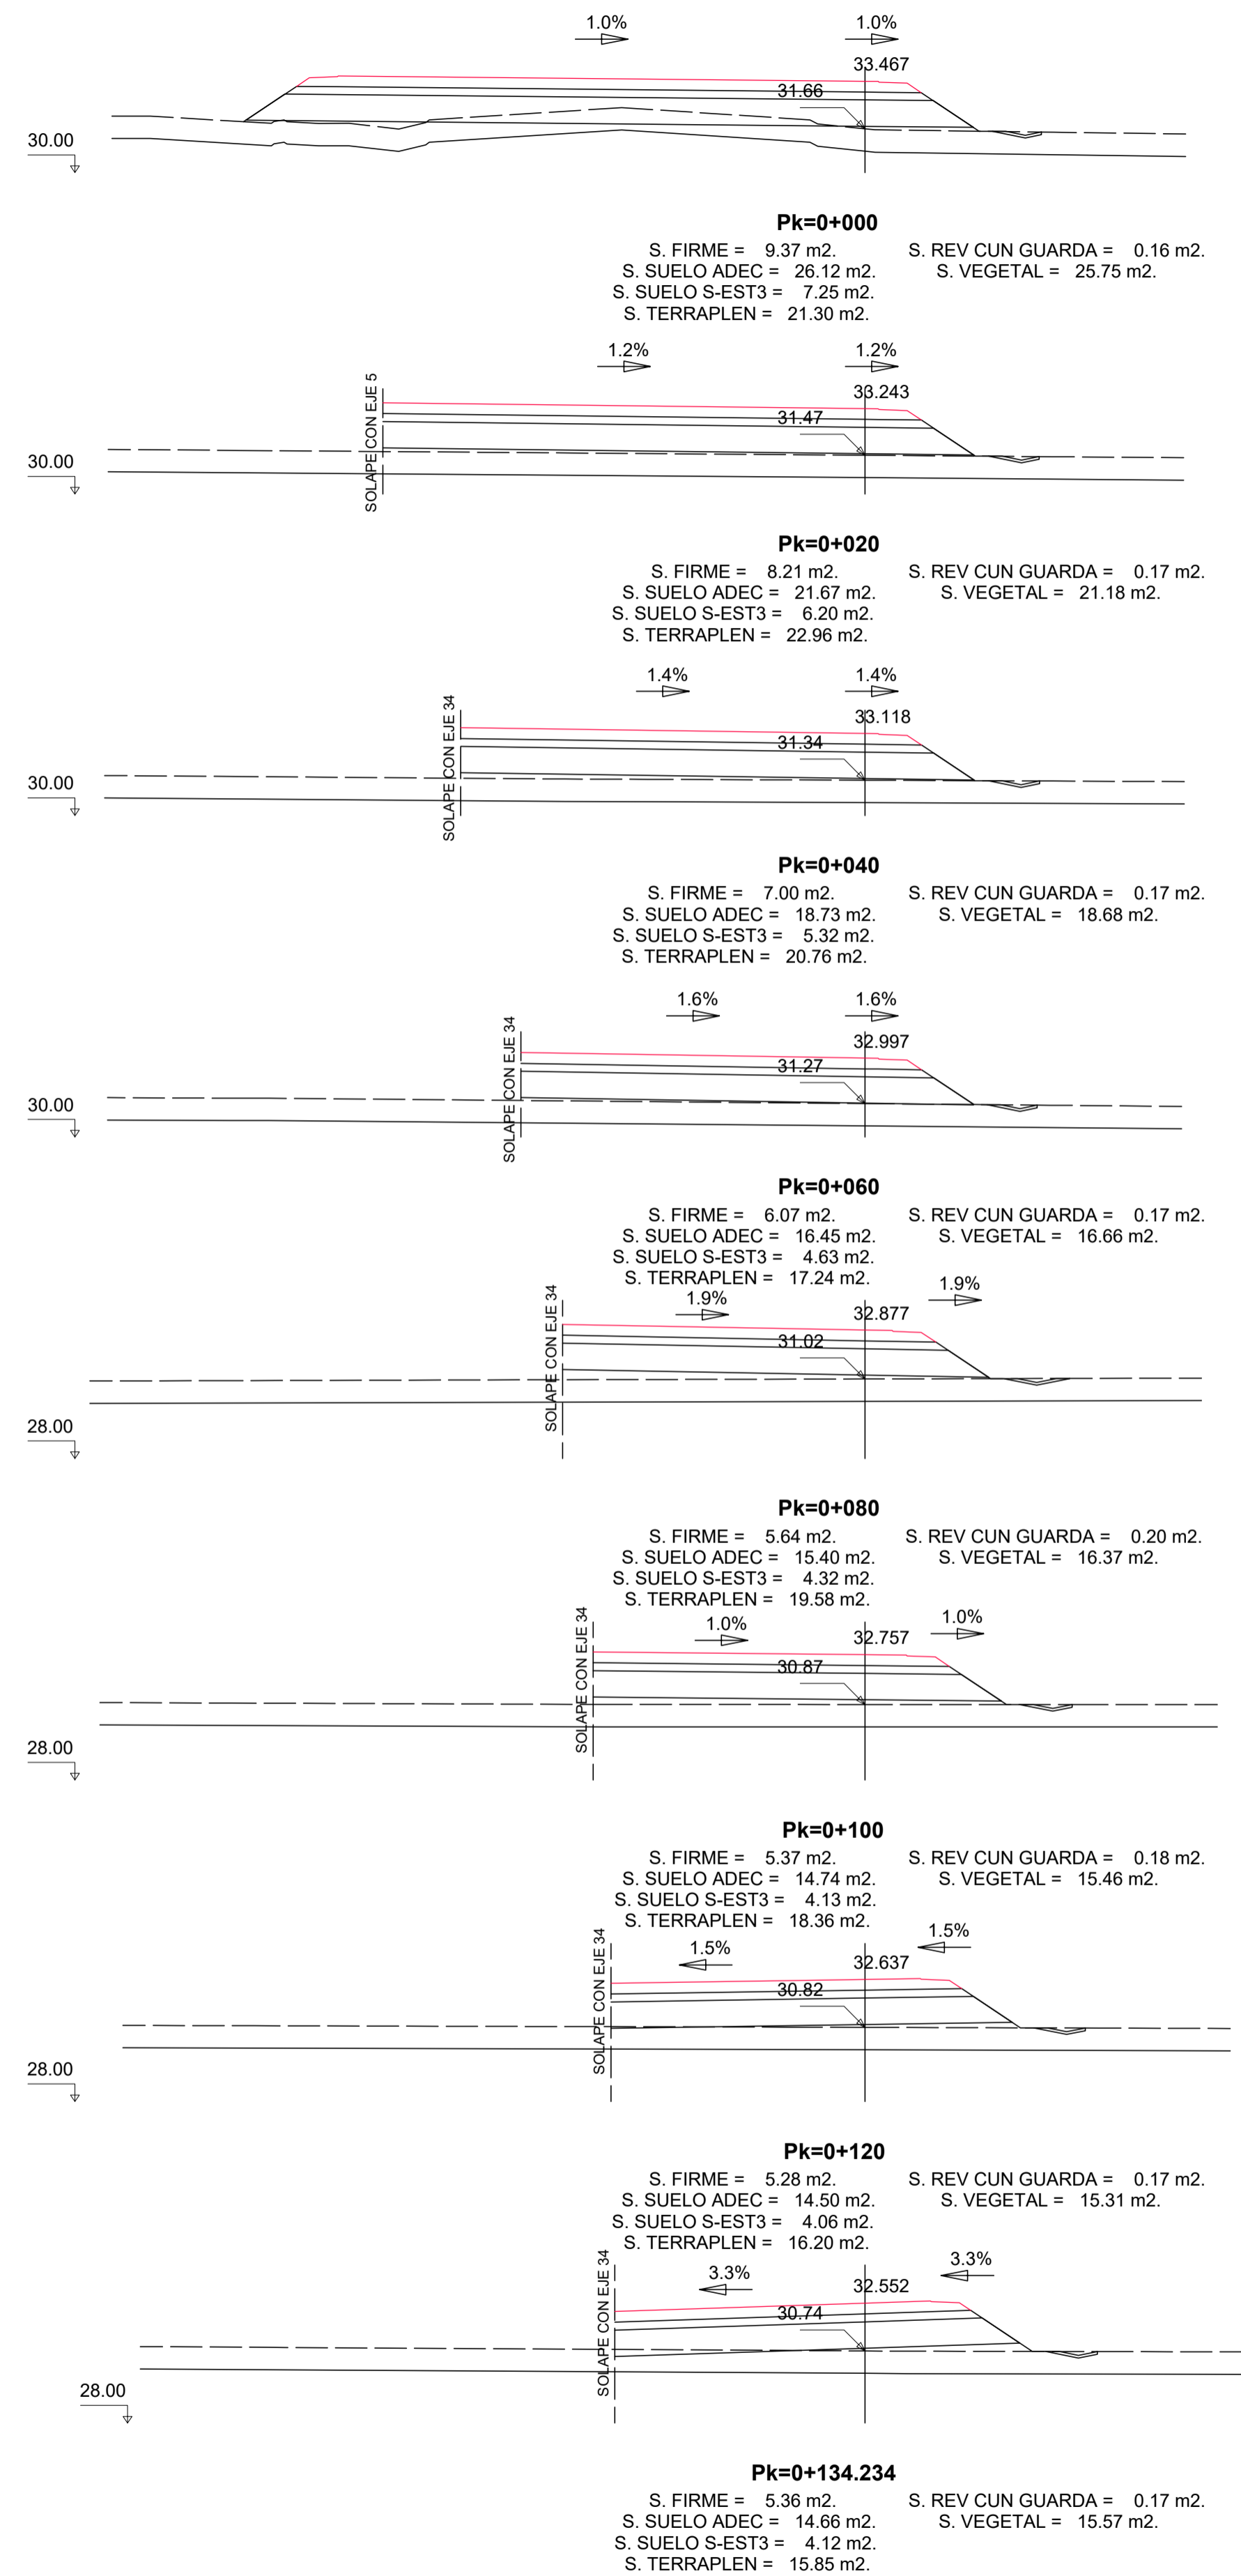 1.0% 1.0%
33.467
31.66
30.00
Pk=0+000
S. FIRME = 9.37 m2. S. REV CUN GUARDA = 0.16 m2.
S. SUELO ADEC = 26.12 m2. S. VEGETAL = 25.75 m2.
S. SUELO S-EST3 = 7.25 m2.
S. TERRAPLEN = 21.30 m2.
1.2% 1.2%
33.243
31.47
SOLAPE CON EJE 5
30.00
Pk=0+020
S. FIRME = 8.21 m2. S. REV CUN GUARDA = 0.17 m2.
S. SUELO ADEC = 21.67 m2. S. VEGETAL = 21.18 m2.
S. SUELO S-EST3 = 6.20 m2.
S. TERRAPLEN = 22.96 m2.
1.4% 1.4%
33.118
31.34
SOLAPE CON EJE 34
30.00
Pk=0+040
S. FIRME = 7.00 m2. S. REV CUN GUARDA = 0.17 m2.
S. SUELO ADEC = 18.73 m2. S. VEGETAL = 18.68 m2.
S. SUELO S-EST3 = 5.32 m2.
S. TERRAPLEN = 20.76 m2.
1.6% 1.6%
32.997
31.27
SOLAPE CON EJE 34
30.00
Pk=0+060
S. FIRME = 6.07 m2. S. REV CUN GUARDA = 0.17 m2.
S. SUELO ADEC = 16.45 m2. S. VEGETAL = 16.66 m2.
S. SUELO S-EST3 = 4.63 m2.
S. TERRAPLEN = 17.24 m2.
1.9% 1.9%
32.877
31.02
SOLAPE CON EJE 34
28.00
Pk=0+080
S. FIRME = 5.64 m2. S. REV CUN GUARDA = 0.20 m2.
S. SUELO ADEC = 15.40 m2. S. VEGETAL = 16.37 m2.
S. SUELO S-EST3 = 4.32 m2.
S. TERRAPLEN = 19.58 m2.
1.0% 1.0%
32.757
30.87
SOLAPE CON EJE 34
28.00
Pk=0+100
S. FIRME = 5.37 m2. S. REV CUN GUARDA = 0.18 m2.
S. SUELO ADEC = 14.74 m2. S. VEGETAL = 15.46 m2.
S. SUELO S-EST3 = 4.13 m2.
S. TERRAPLEN = 18.36 m2.
1.5% 1.5%
32.637
30.82
SOLAPE CON EJE 34
28.00
Pk=0+120
S. FIRME = 5.28 m2. S. REV CUN GUARDA = 0.17 m2.
S. SUELO ADEC = 14.50 m2. S. VEGETAL = 15.31 m2.
S. SUELO S-EST3 = 4.06 m2.
S. TERRAPLEN = 16.20 m2.
3.3% 3.3%
32.552
30.74
SOLAPE CON EJE 34
28.00
Pk=0+134.234
S. FIRME = 5.36 m2. S. REV CUN GUARDA = 0.17 m2.
S. SUELO ADEC = 14.66 m2. S. VEGETAL = 15.57 m2.
S. SUELO S-EST3 = 4.12 m2.
S. TERRAPLEN = 15.85 m2.